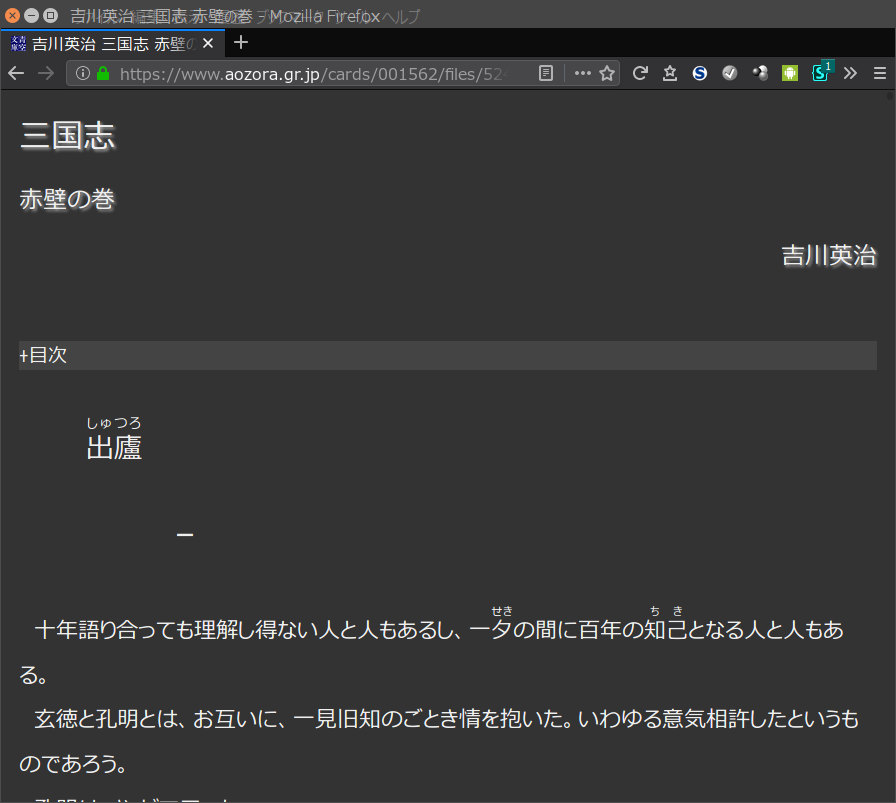 吉川英治 三国志 赤壁の巻 - Mozilla Firefox
ヘルプ
吉川英治 三国志 赤壁の
https://www.aozora.gr.jp/cards/001562/files/524
1
三国志
赤壁の巻
吉川英治
+目次
しゅつろ
出廬
一
せき ち き
十年語り合っても理解し得ない人と人もあるし、一夕の間に百年の知己となる人と人もあ
る。
玄徳と孔明とは、お互いに、一見旧知のごとき情を抱いた。いわゆる意気相許したというも
のであろう。